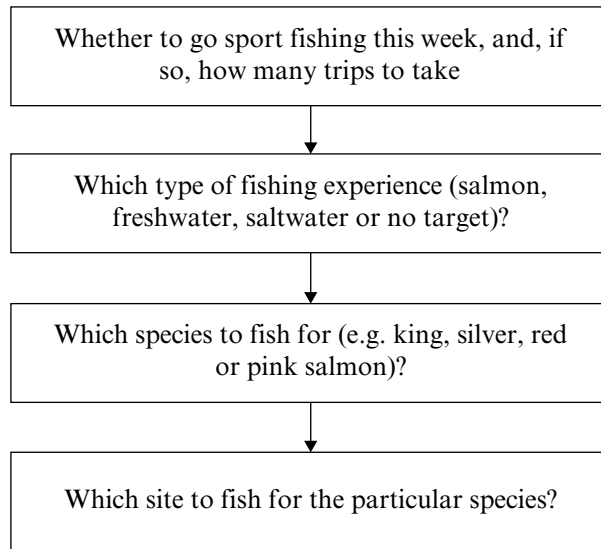 Whether to go sport fishing this week, and, if
so, how many trips to take
Which type of fishing experience (salmon,
freshwater, saltwater or no target)?
Which species to fish for (e.g. king, silver, red
or pink salmon)?
Which site to fish for the particular species?